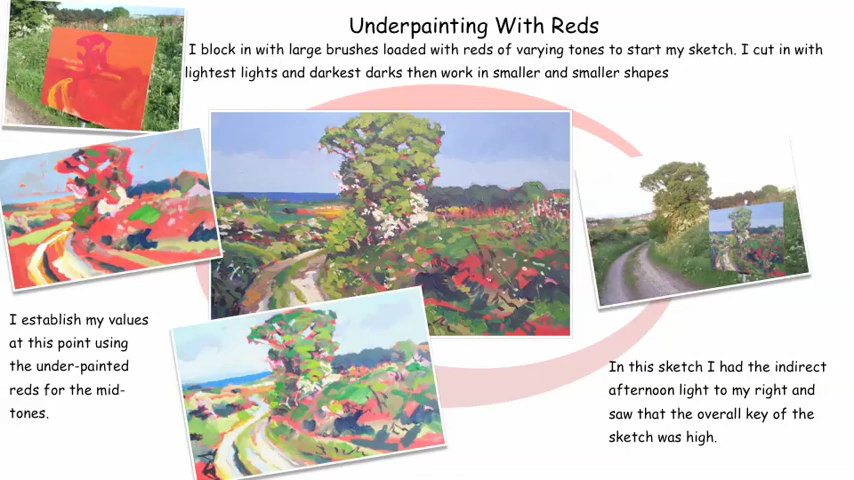 Underpainting With Reds
I block in with large brushes loaded with reds of varying tones to start my sketch. I cut in with
lightest lights and darkest darks then work in smaller and smaller shapes
I establish my values
at this point using
the under-painted
reds for the mid-
tones.
In this sketch I had the indirect
afternoon light to my right and
saw that the overall key of the
sketch was high.